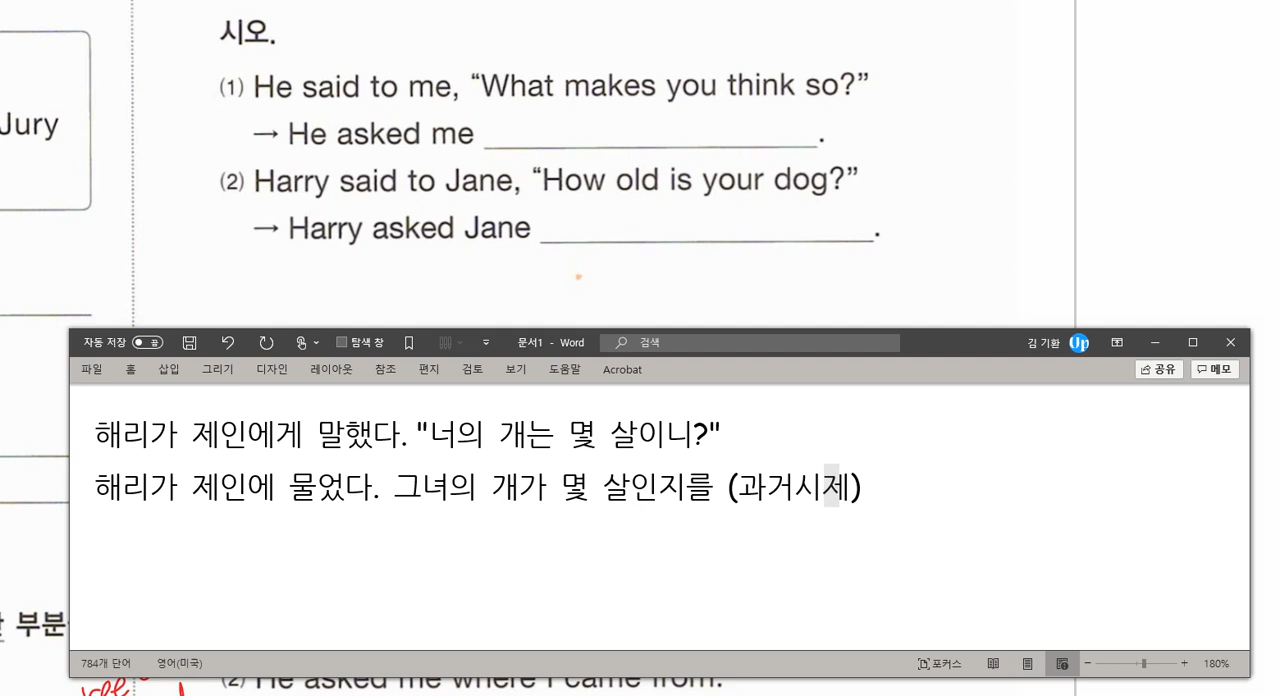 시오.
(1) He said to me, “What makes you think so?”
Jury
→ He asked me ____________________.
(2) Harry said to Jane, “How old is your dog?”
→ Harry asked Jane ____________________.
자동 저장 끔 탐색 창 문서1 - Word 검색 김 기환 Up
파일 홈 삽입 그리기 디자인 레이아웃 참조 편지 검토 보기 도움말 Acrobat 공유 메모
해리가 제인에게 말했다. "너의 개는 몇 살이니?"
해리가 제인에 물었다. 그녀의 개가 몇 살인지를 (과거시제)
부분
784개 단어 영어(미국) 포커스 180%
(2) He asked me where I came from.